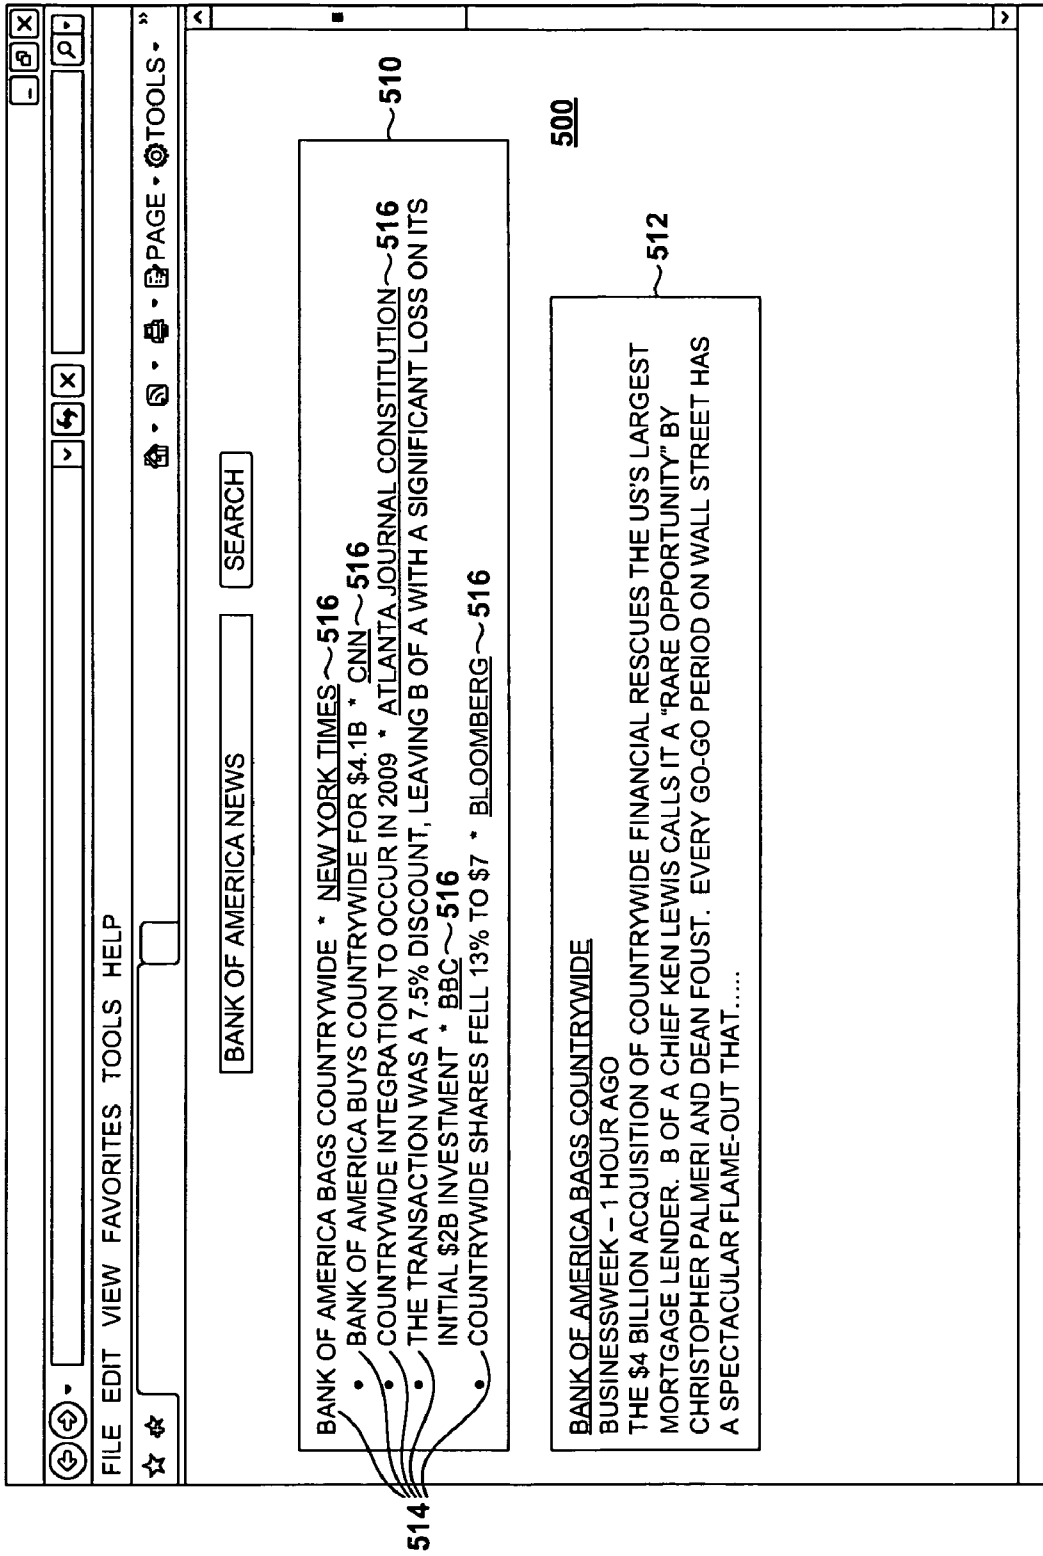 FILE EDIT VIEW FAVORITES TOOLS HELP
PAGE TOOLS
BANK OF AMERICA NEWS SEARCH
BANK OF AMERICA BAGS COUNTRYWIDE * NEW YORK TIMES 516
• BANK OF AMERICA BUYS COUNTRYWIDE FOR $4.1B * CNN 516
• COUNTRYWIDE INTEGRATION TO OCCUR IN 2009 * ATLANTA JOURNAL CONSTITUTION 516
• THE TRANSACTION WAS A 7.5% DISCOUNT, LEAVING B OF A WITH A SIGNIFICANT LOSS ON ITS
INITIAL $2B INVESTMENT * BBC 516
• COUNTRYWIDE SHARES FELL 13% TO $7 * BLOOMBERG 516
510
514
500
BANK OF AMERICA BAGS COUNTRYWIDE
BUSINESSWEEK – 1 HOUR AGO
THE $4 BILLION ACQUISITION OF COUNTRYWIDE FINANCIAL RESCUES THE US'S LARGEST
MORTGAGE LENDER. B OF A CHIEF KEN LEWIS CALLS IT A "RARE OPPORTUNITY" BY
CHRISTOPHER PALMERI AND DEAN FOUST. EVERY GO-GO PERIOD ON WALL STREET HAS
A SPECTACULAR FLAME-OUT THAT.....
512